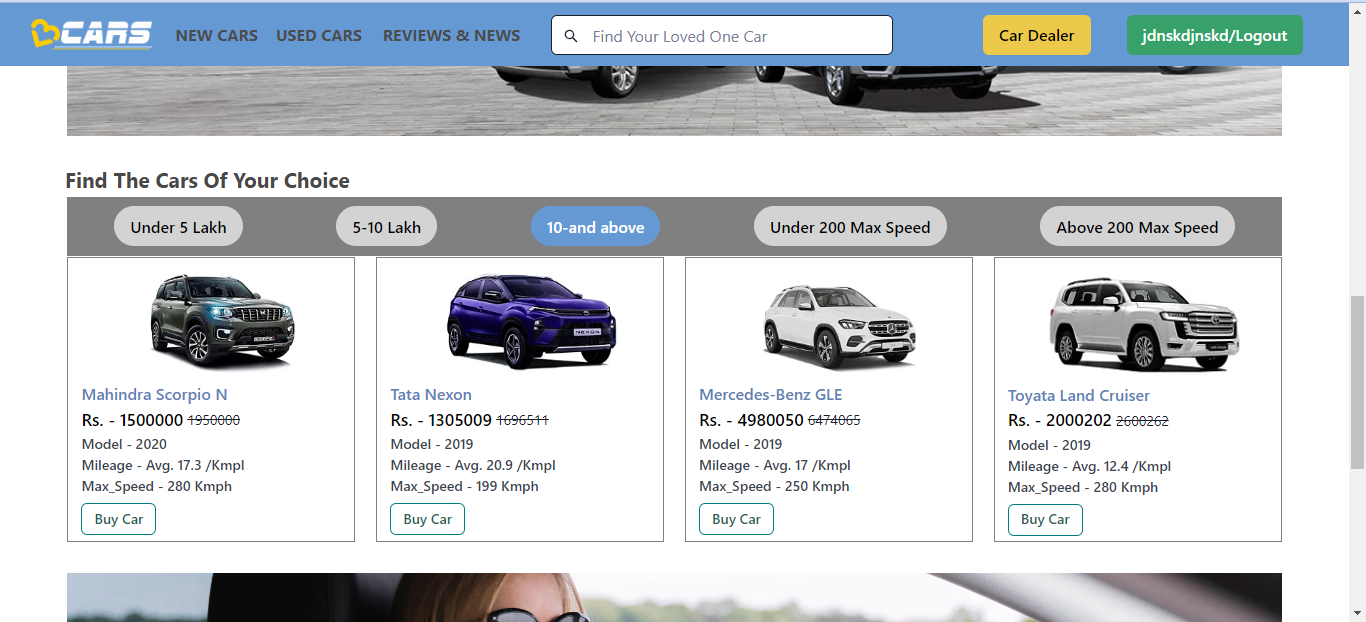 CARS
NEW CARS USED CARS REVIEWS & NEWS Find Your Loved One Car Car Dealer jdnskdjnskd/Logout
Find The Cars Of Your Choice
Under 5 Lakh 5-10 Lakh 10-and above Under 200 Max Speed Above 200 Max Speed
NEXON
Mahindra Scorpio N
Rs. - 1500000 1950000
Model - 2020
Mileage - Avg. 17.3 /Kmpl
Max_Speed - 280 Kmph
Buy Car
Tata Nexon
Rs. - 1305009 1696511
Model - 2019
Mileage - Avg. 20.9 /Kmpl
Max_Speed - 199 Kmph
Buy Car
Mercedes-Benz GLE
Rs. - 4980050 6474065
Model - 2019
Mileage - Avg. 17 /Kmpl
Max_Speed - 250 Kmph
Buy Car
Toyata Land Cruiser
Rs. - 2000202 2600262
Model - 2019
Mileage - Avg. 12.4 /Kmpl
Max_Speed - 280 Kmph
Buy Car